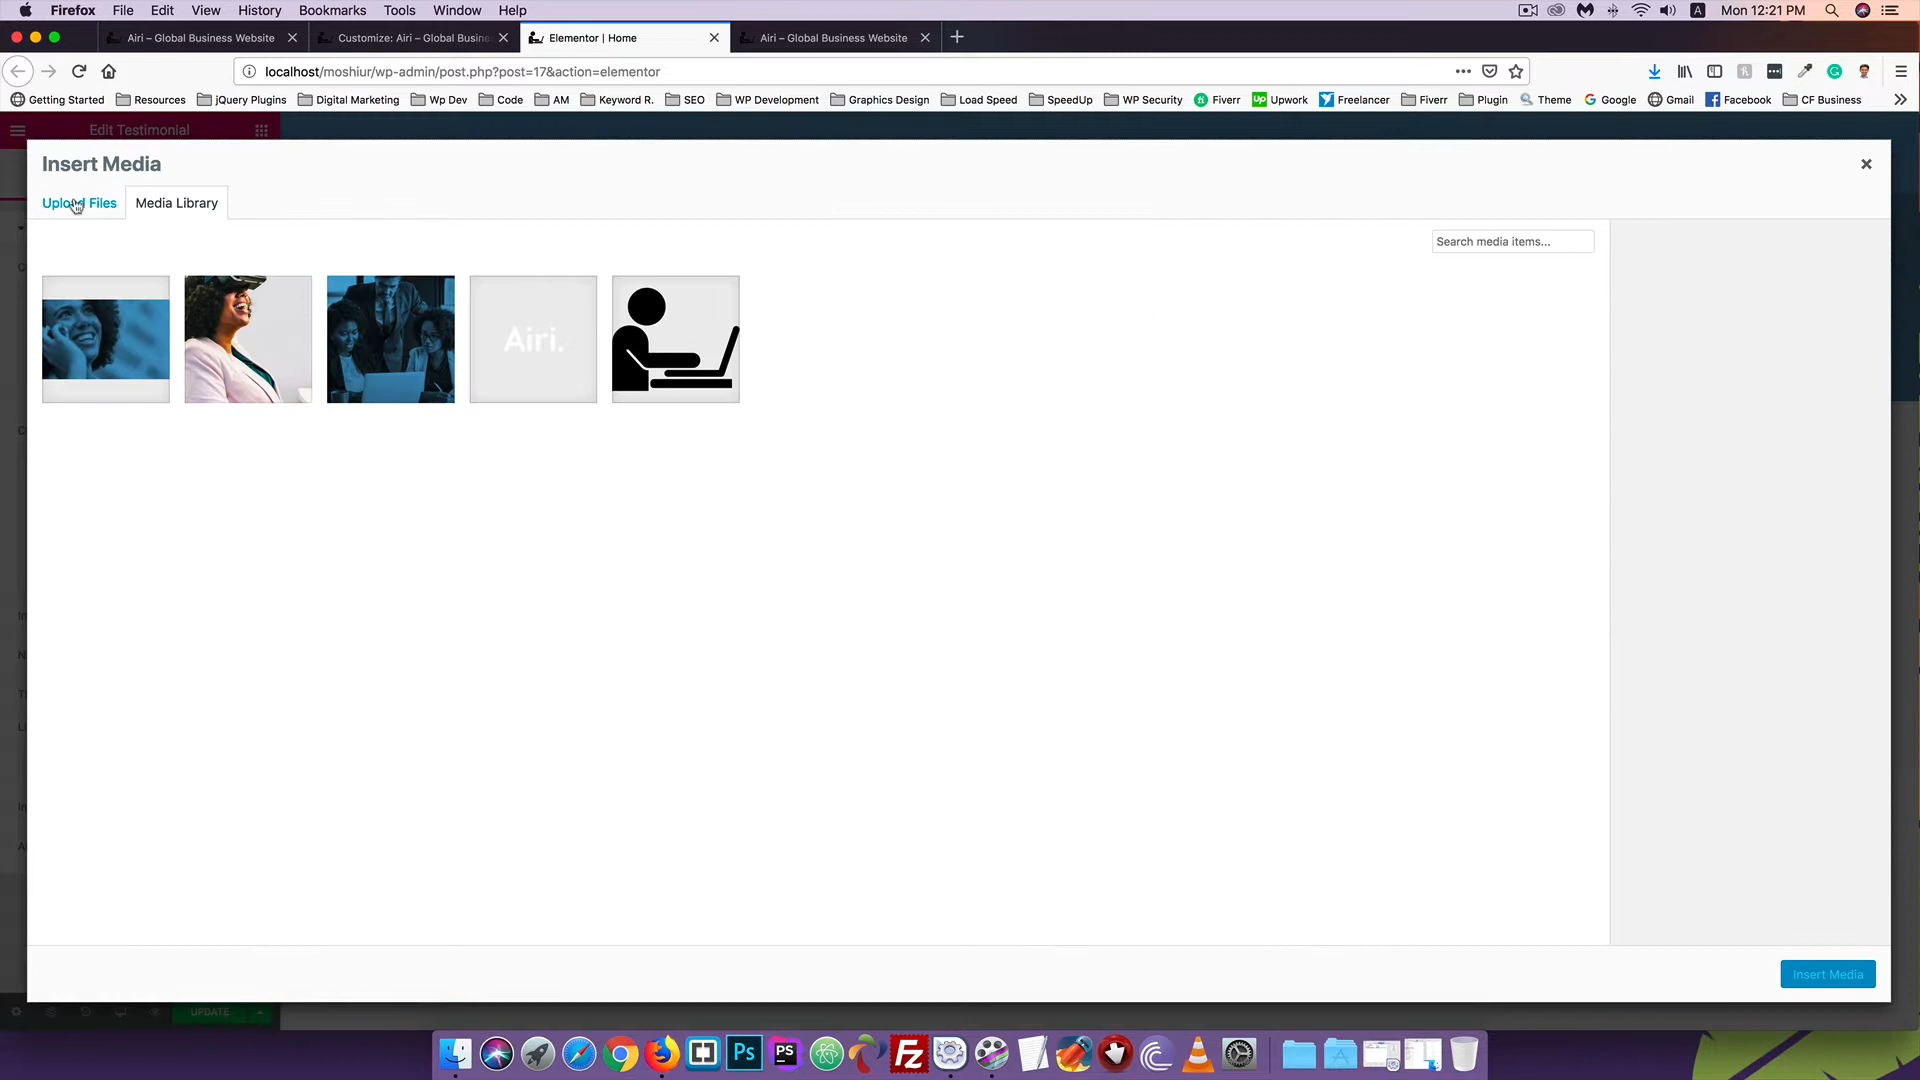 Firefox File Edit View History Bookmarks Tools Window Help A Mon 12:21 PM
Airi – Global Business Website Customize: Airi – Global Busine Elementor | Home Airi – Global Business Website
localhost/moshiur/wp-admin/post.php?post=17&action=elementor
Getting Started Resources jQuery Plugins Digital Marketing Wp Dev Code AM Keyword R. SEO WP Development Graphics Design Load Speed SpeedUp WP Security Fiverr Up Upwork Freelancer Fiverr Plugin Theme Google Gmail Facebook CF Business
Edit Testimonial
Insert Media
Upload Files Media Library
Search media items...
Airi.
Insert Media
UPDATE
Ps PS FZ